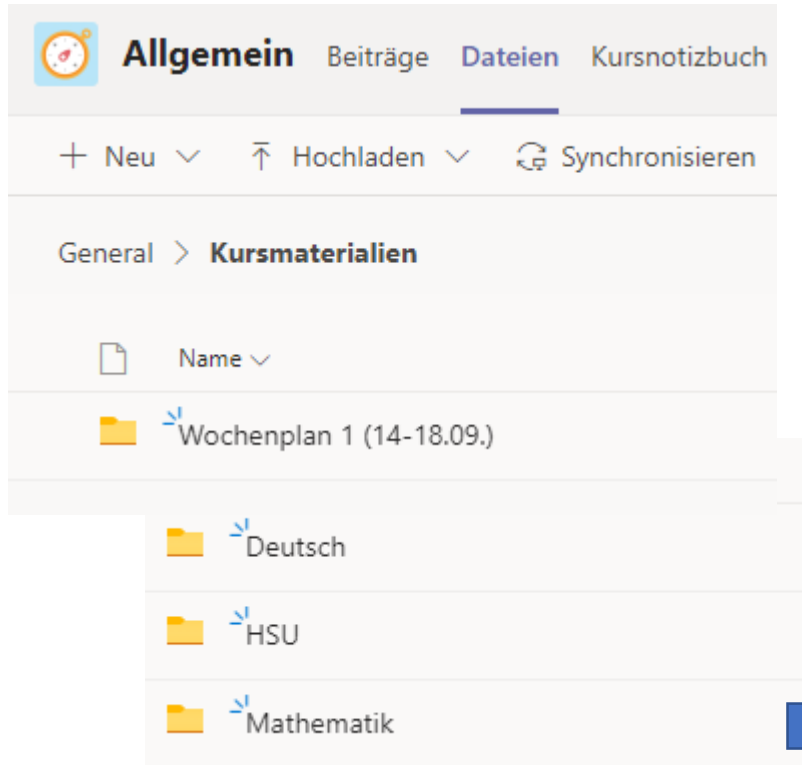 Allgemein Beiträge Dateien Kursnotizbuch
Neu Hochladen Synchronisieren
General > Kursmaterialien
Name
Wochenplan 1 (14-18.09.)
Deutsch
HSU
Mathematik